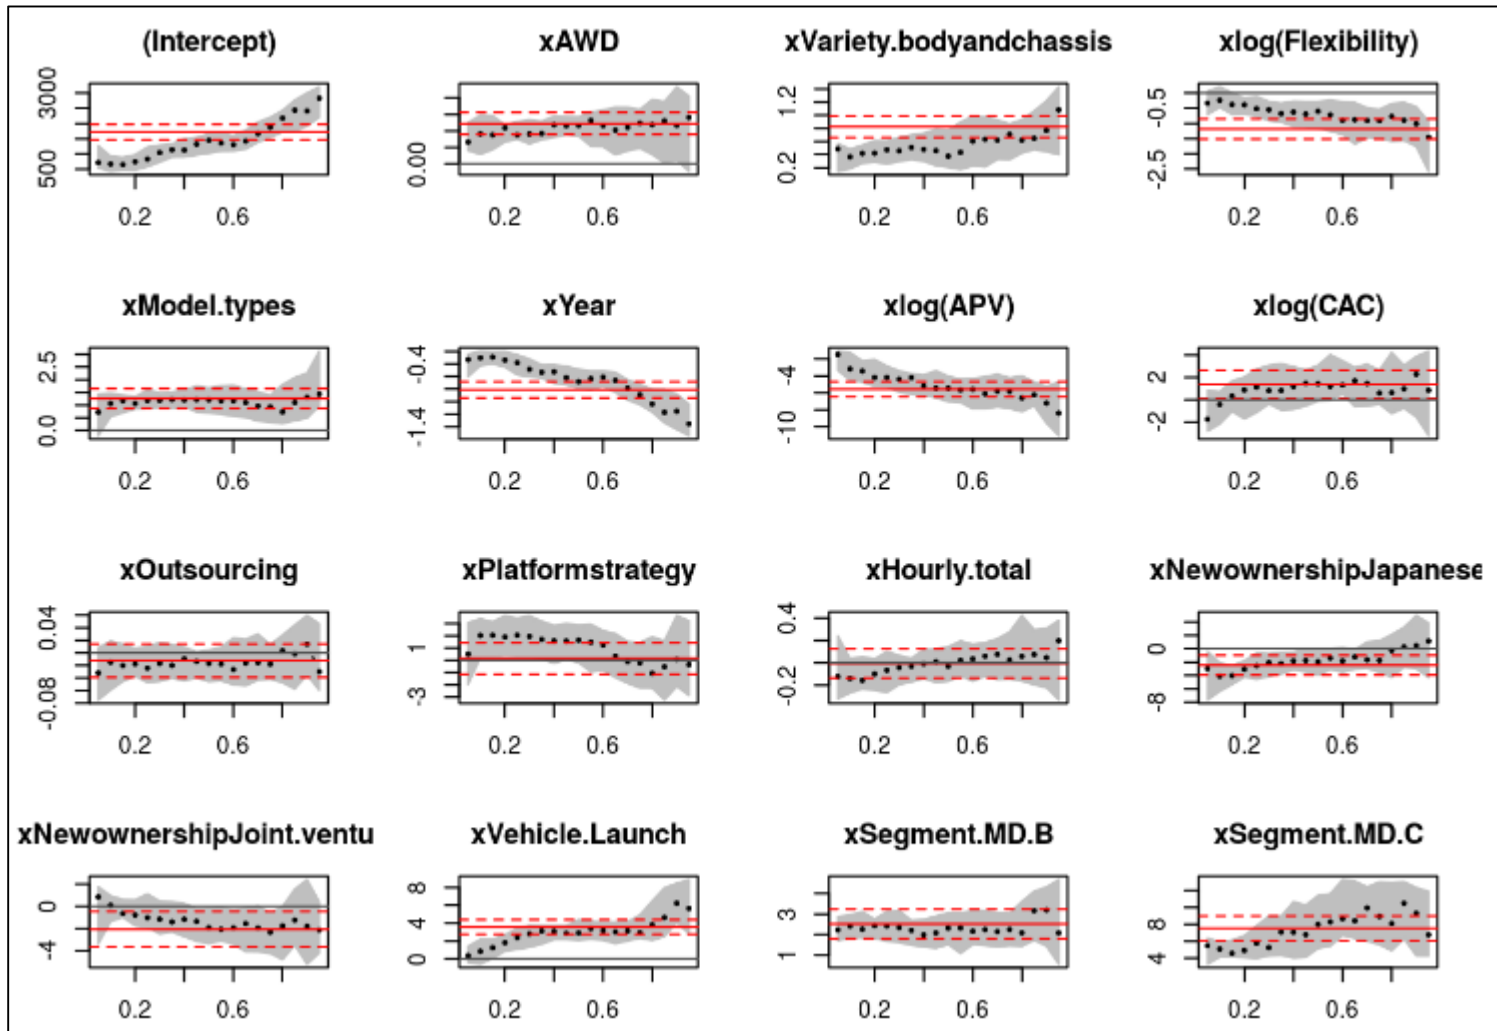 (Intercept) xAWD xVariety.bodyandchassis xlog(Flexibility)
3000 1.2 -0.5
500 0.00 0.2 -2.5
0.2 0.6 0.2 0.6 0.2 0.6 0.2 0.6
xModel.types xYear xlog(APV) xlog(CAC)
2.5 -0.4 -4 2
0.0 -1.4 -10 -2
0.2 0.6 0.2 0.6 0.2 0.6 0.2 0.6
xOutsourcing xPlatformstrategy xHourly.total xNewownershipJapanese
0.04 1 0.4 0
-0.08 -3 -0.2 -8
0.2 0.6 0.2 0.6 0.2 0.6 0.2 0.6
xNewownershipJoint.ventu xVehicle.Launch xSegment.MD.B xSegment.MD.C
0 8 3 8
-4 4 1 4
0
0.2 0.6 0.2 0.6 0.2 0.6 0.2 0.6